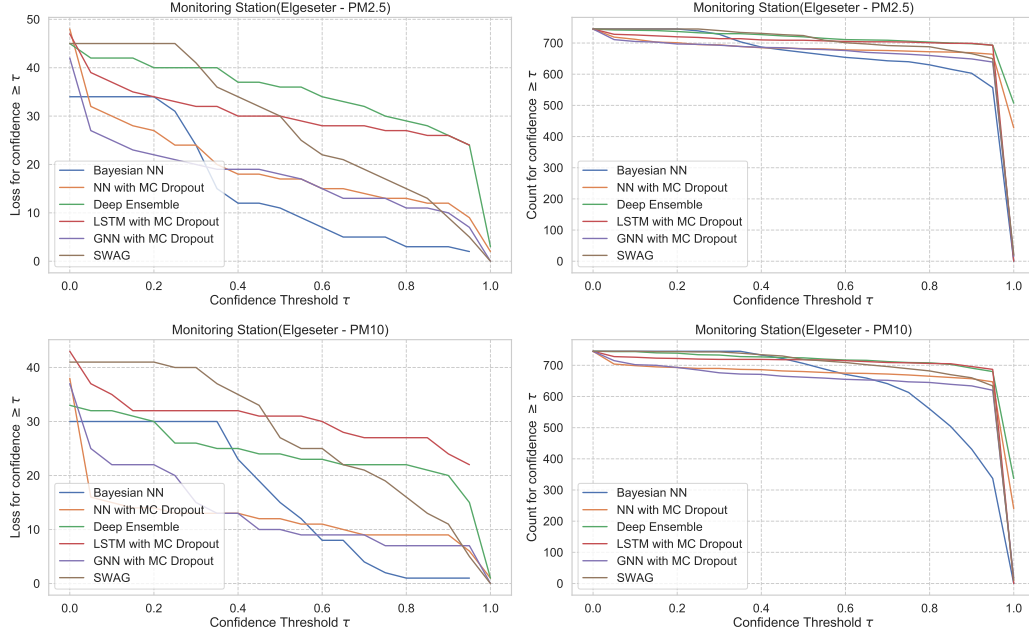 Monitoring Station(Elgeseter - PM2.5)
50
40
30
20
10
0
Loss for confidence ≥ τ
Bayesian NN
NN with MC Dropout
Deep Ensemble
LSTM with MC Dropout
GNN with MC Dropout
SWAG
0.0 0.2 0.4 0.6 0.8 1.0
Confidence Threshold τ
Monitoring Station(Elgeseter - PM2.5)
700
600
500
400
300
200
100
0
Count for confidence ≥ τ
Bayesian NN
NN with MC Dropout
Deep Ensemble
LSTM with MC Dropout
GNN with MC Dropout
SWAG
0.0 0.2 0.4 0.6 0.8 1.0
Confidence Threshold τ
Monitoring Station(Elgeseter - PM10)
40
30
20
10
0
Loss for confidence ≥ τ
Bayesian NN
NN with MC Dropout
Deep Ensemble
LSTM with MC Dropout
GNN with MC Dropout
SWAG
0.0 0.2 0.4 0.6 0.8 1.0
Confidence Threshold τ
Monitoring Station(Elgeseter - PM10)
700
600
500
400
300
200
100
0
Count for confidence ≥ τ
Bayesian NN
NN with MC Dropout
Deep Ensemble
LSTM with MC Dropout
GNN with MC Dropout
SWAG
0.0 0.2 0.4 0.6 0.8 1.0
Confidence Threshold τ